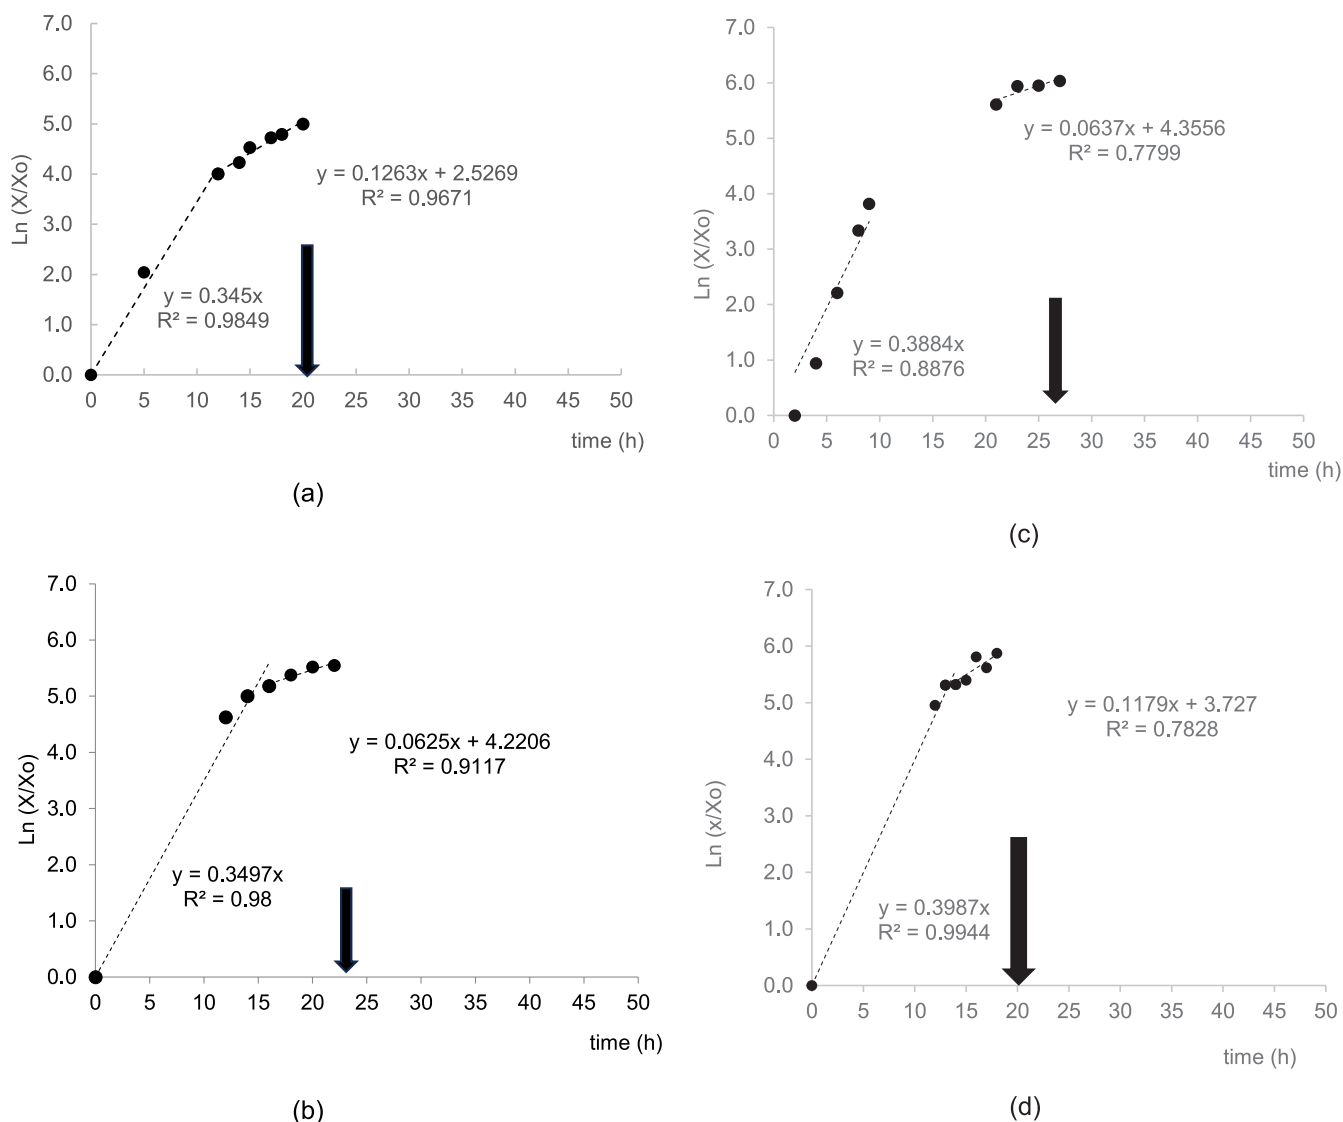 7.0
6.0
5.0
4.0
3.0
2.0
1.0
0.0
Ln (X/Xo)
y = 0.1263x + 2.5269
R² = 0.9671
y = 0.345x
R² = 0.9849
0 5 10 15 20 25 30 35 40 45 50
time (h)
(a)
7.0
6.0
5.0
4.0
3.0
2.0
1.0
0.0
Ln (X/Xo)
y = 0.0637x + 4.3556
R² = 0.7799
y = 0.3884x
R² = 0.8876
0 5 10 15 20 25 30 35 40 45 50
time (h)
(c)
7.0
6.0
5.0
4.0
3.0
2.0
1.0
0.0
Ln (X/Xo)
y = 0.0625x + 4.2206
R² = 0.9117
y = 0.3497x
R² = 0.98
0 5 10 15 20 25 30 35 40 45 50
time (h)
(b)
7.0
6.0
5.0
4.0
3.0
2.0
1.0
0.0
Ln (x/Xo)
y = 0.1179x + 3.727
R² = 0.7828
y = 0.3987x
R² = 0.9944
0 5 10 15 20 25 30 35 40 45 50
time (h)
(d)